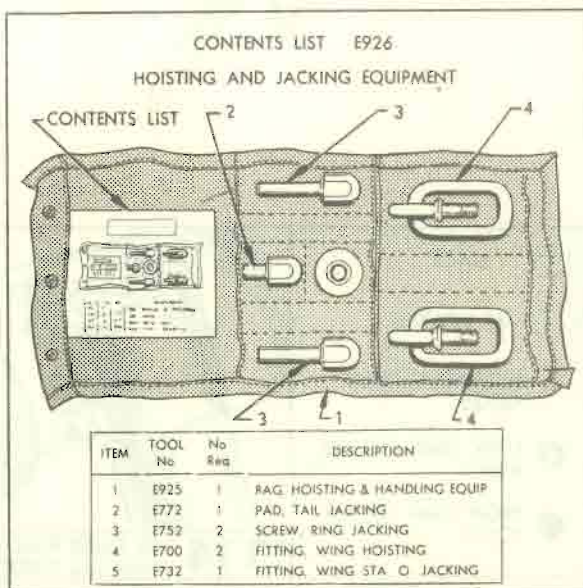 CONTENTS LIST E926
HOISTING AND JACKING EQUIPMENT
CONTENTS LIST 2 3 4
3 1 4
ITEM TOOL No No Req DESCRIPTION
1 E925 1 RAG, HOISTING & HANDLING EQUIP
2 E772 1 PAD, TAIL JACKING
3 E752 2 SCREW, RING JACKING
4 E700 2 FITTING, WING HOISTING
5 E732 1 FITTING, WING STA O JACKING